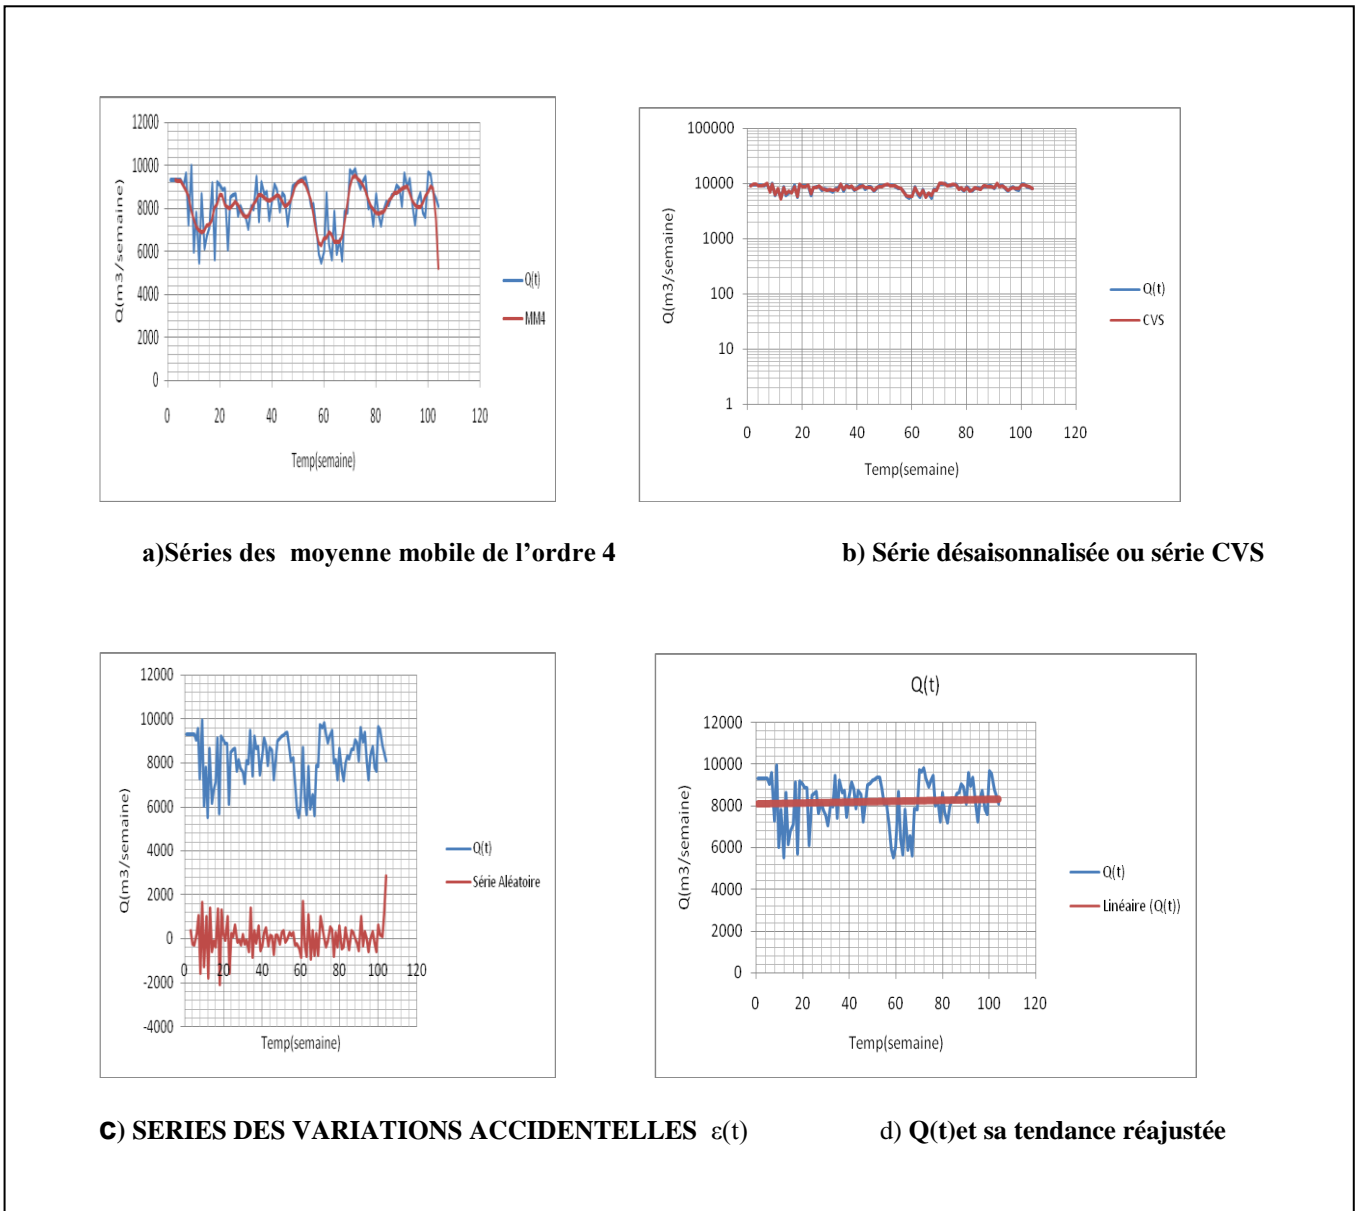 12000
10000
8000
6000
4000
2000
0
0 20 40 60 80 100 120
Q(m3/semaine)
Temp(semaine)
Q(t)
MM4
100000
10000
1000
100
10
1
0 20 40 60 80 100 120
Q(m3/semaine)
Temp(semaine)
Q(t)
CVS
a)Séries des moyenne mobile de l’ordre 4
b) Série désaisonnalisée ou série CVS
12000
10000
8000
6000
4000
2000
0
-2000
-4000
0 20 40 60 80 100 120
Q(m3/semaine)
Temp(semaine)
Q(t)
Série Aléatoire
Q(t)
12000
10000
8000
6000
4000
2000
0
0 20 40 60 80 100 120
Q(m3/semaine)
Temp(semaine)
Q(t)
Linéaire (Q(t))
C) SERIES DES VARIATIONS ACCIDENTELLES ε(t)
d) Q(t)et sa tendance réajustée